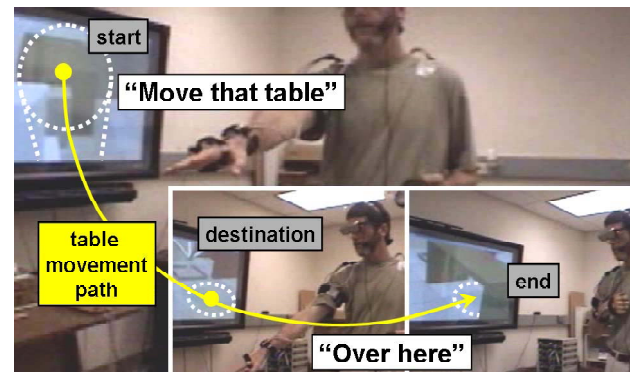 start
“Move that table”
table
movement
path
destination
end
“Over here”